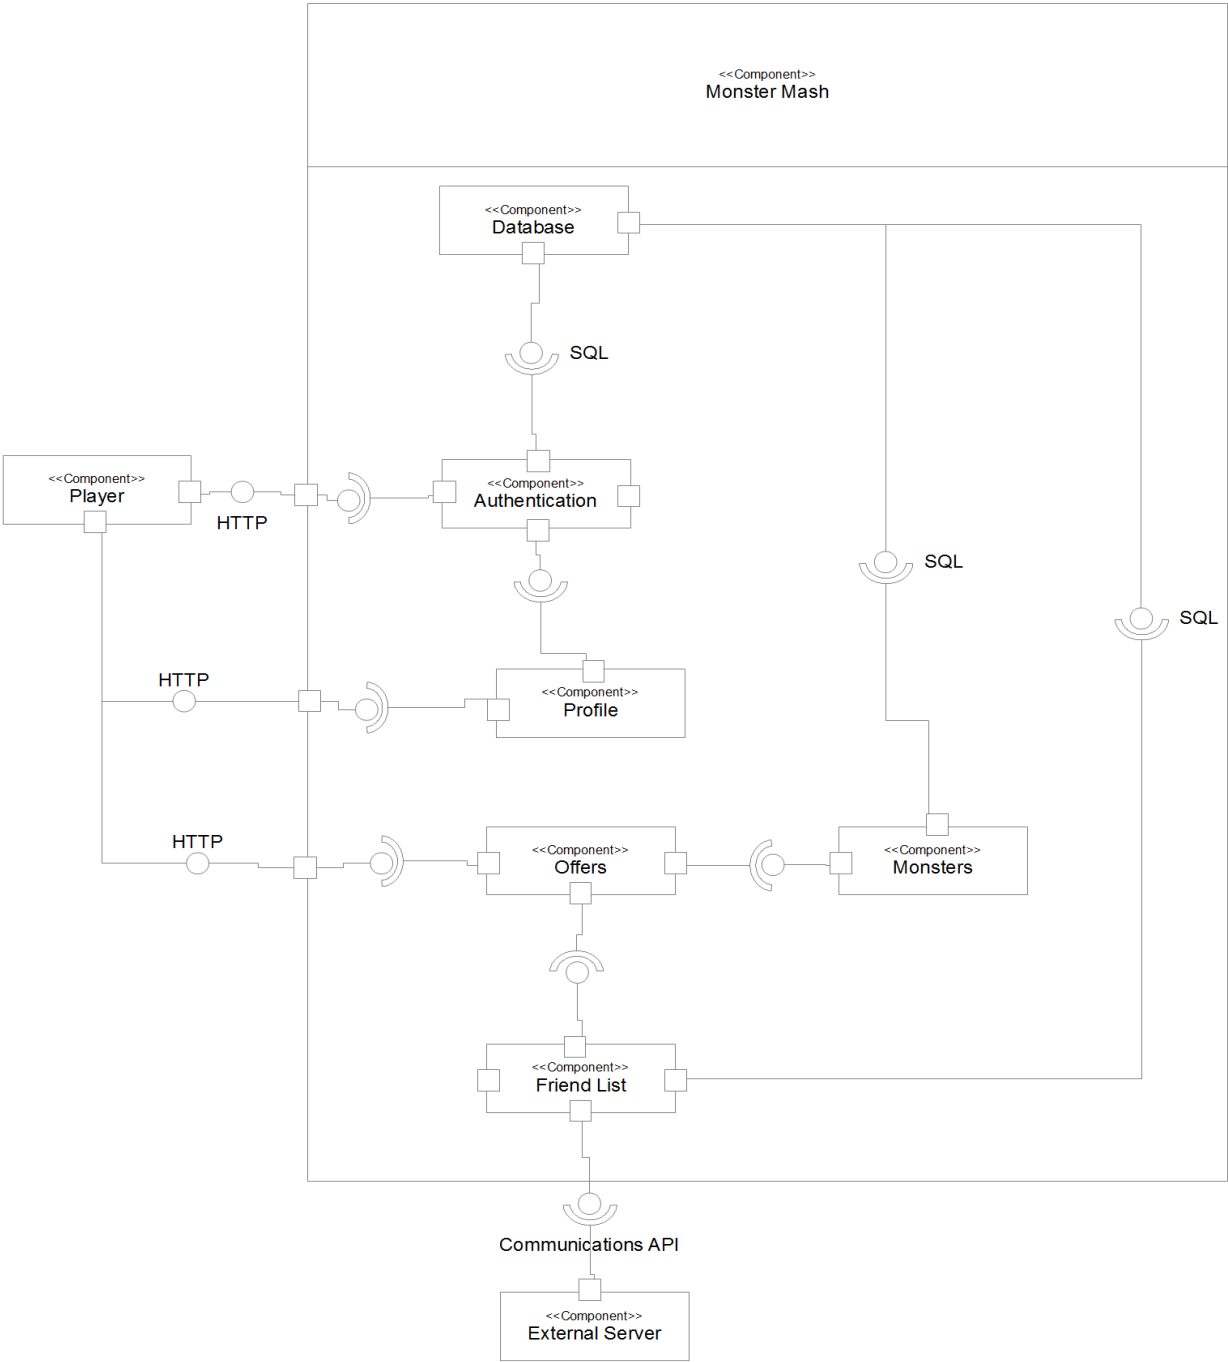 <<Component>>
Monster Mash
<<Component>>
Database
SQL
<<Component>>
Player
HTTP
<<Component>>
Authentication
SQL
SQL
HTTP
<<Component>>
Profile
HTTP
<<Component>>
Offers
<<Component>>
Monsters
<<Component>>
Friend List
Communications API
<<Component>>
External Server